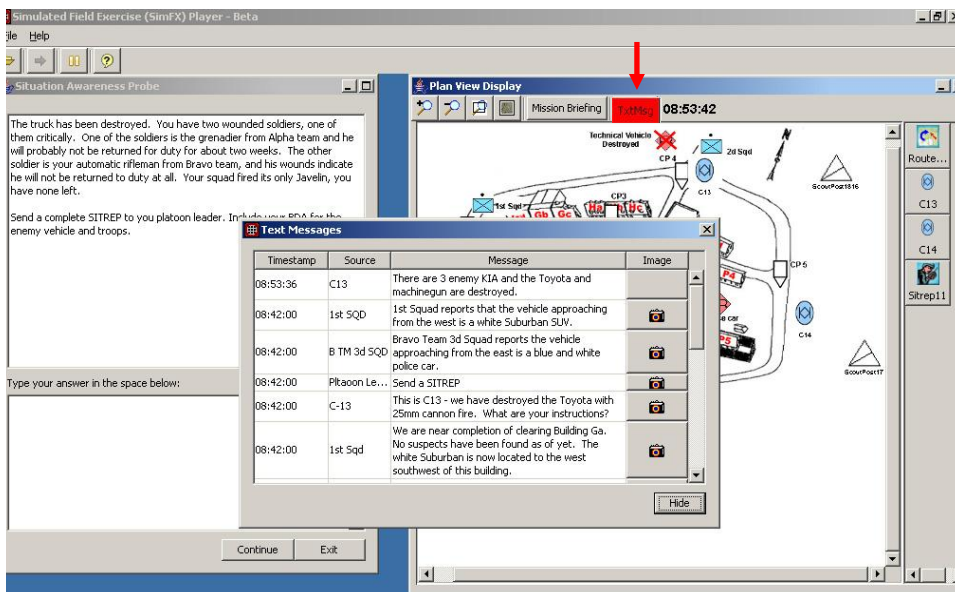 Simulated Field Exercise (SimFX) Player - Beta
File Help
Situation Awareness Probe
The truck has been destroyed. You have two wounded soldiers, one of
them critically. One of the soldiers is the grenadier from Alpha team and he
will probably not be returned for duty for about two
weeks. The other
soldier is your automatic rifleman from Bravo team, and his wounds indicate
he will not be returned to duty at all. Your squad fired its only Javelin, you
have none left.
Send a complete SITREP to you platoon leader. Include your BDA for the
enemy vehicle and troops.
Type your answer in the space below:
Continue Exit
Plan View Display
Mission Briefing TxtMsg 08:53:42
Technical Vehicle
Destroyed
CP 4
2d Sqd
C13
ScoutPost1816
1st Sqd
CP3
Gb Gc Ha Hc
CP 5
P4
ce car
P5
C14
ScoutPost17
Route...
C13
C14
Sitrep11
Text Messages
Timestamp Source Message Image
08:53:36 C13 There are 3 enemy KIA and the Toyota and
machinegun are destroyed.
08:42:00 1st SQD 1st Squad reports that the vehicle approaching
from the west is a white Suburban SUV.
08:42:00 B TM 3d SQD Bravo Team 3d Squad reports the vehicle
approaching from the east is a blue and white
police car.
08:42:00 Pltaoon Le... Send a SITREP
08:42:00 C-13 This is C13 - we have destroyed the Toyota with
25mm cannon fire. What are your instructions?
08:42:00 1st Sqd We are near completion of clearing Building Ga.
No suspects have been found as of yet. The
white Suburban is now located to the west
southwest of this building.
Hide